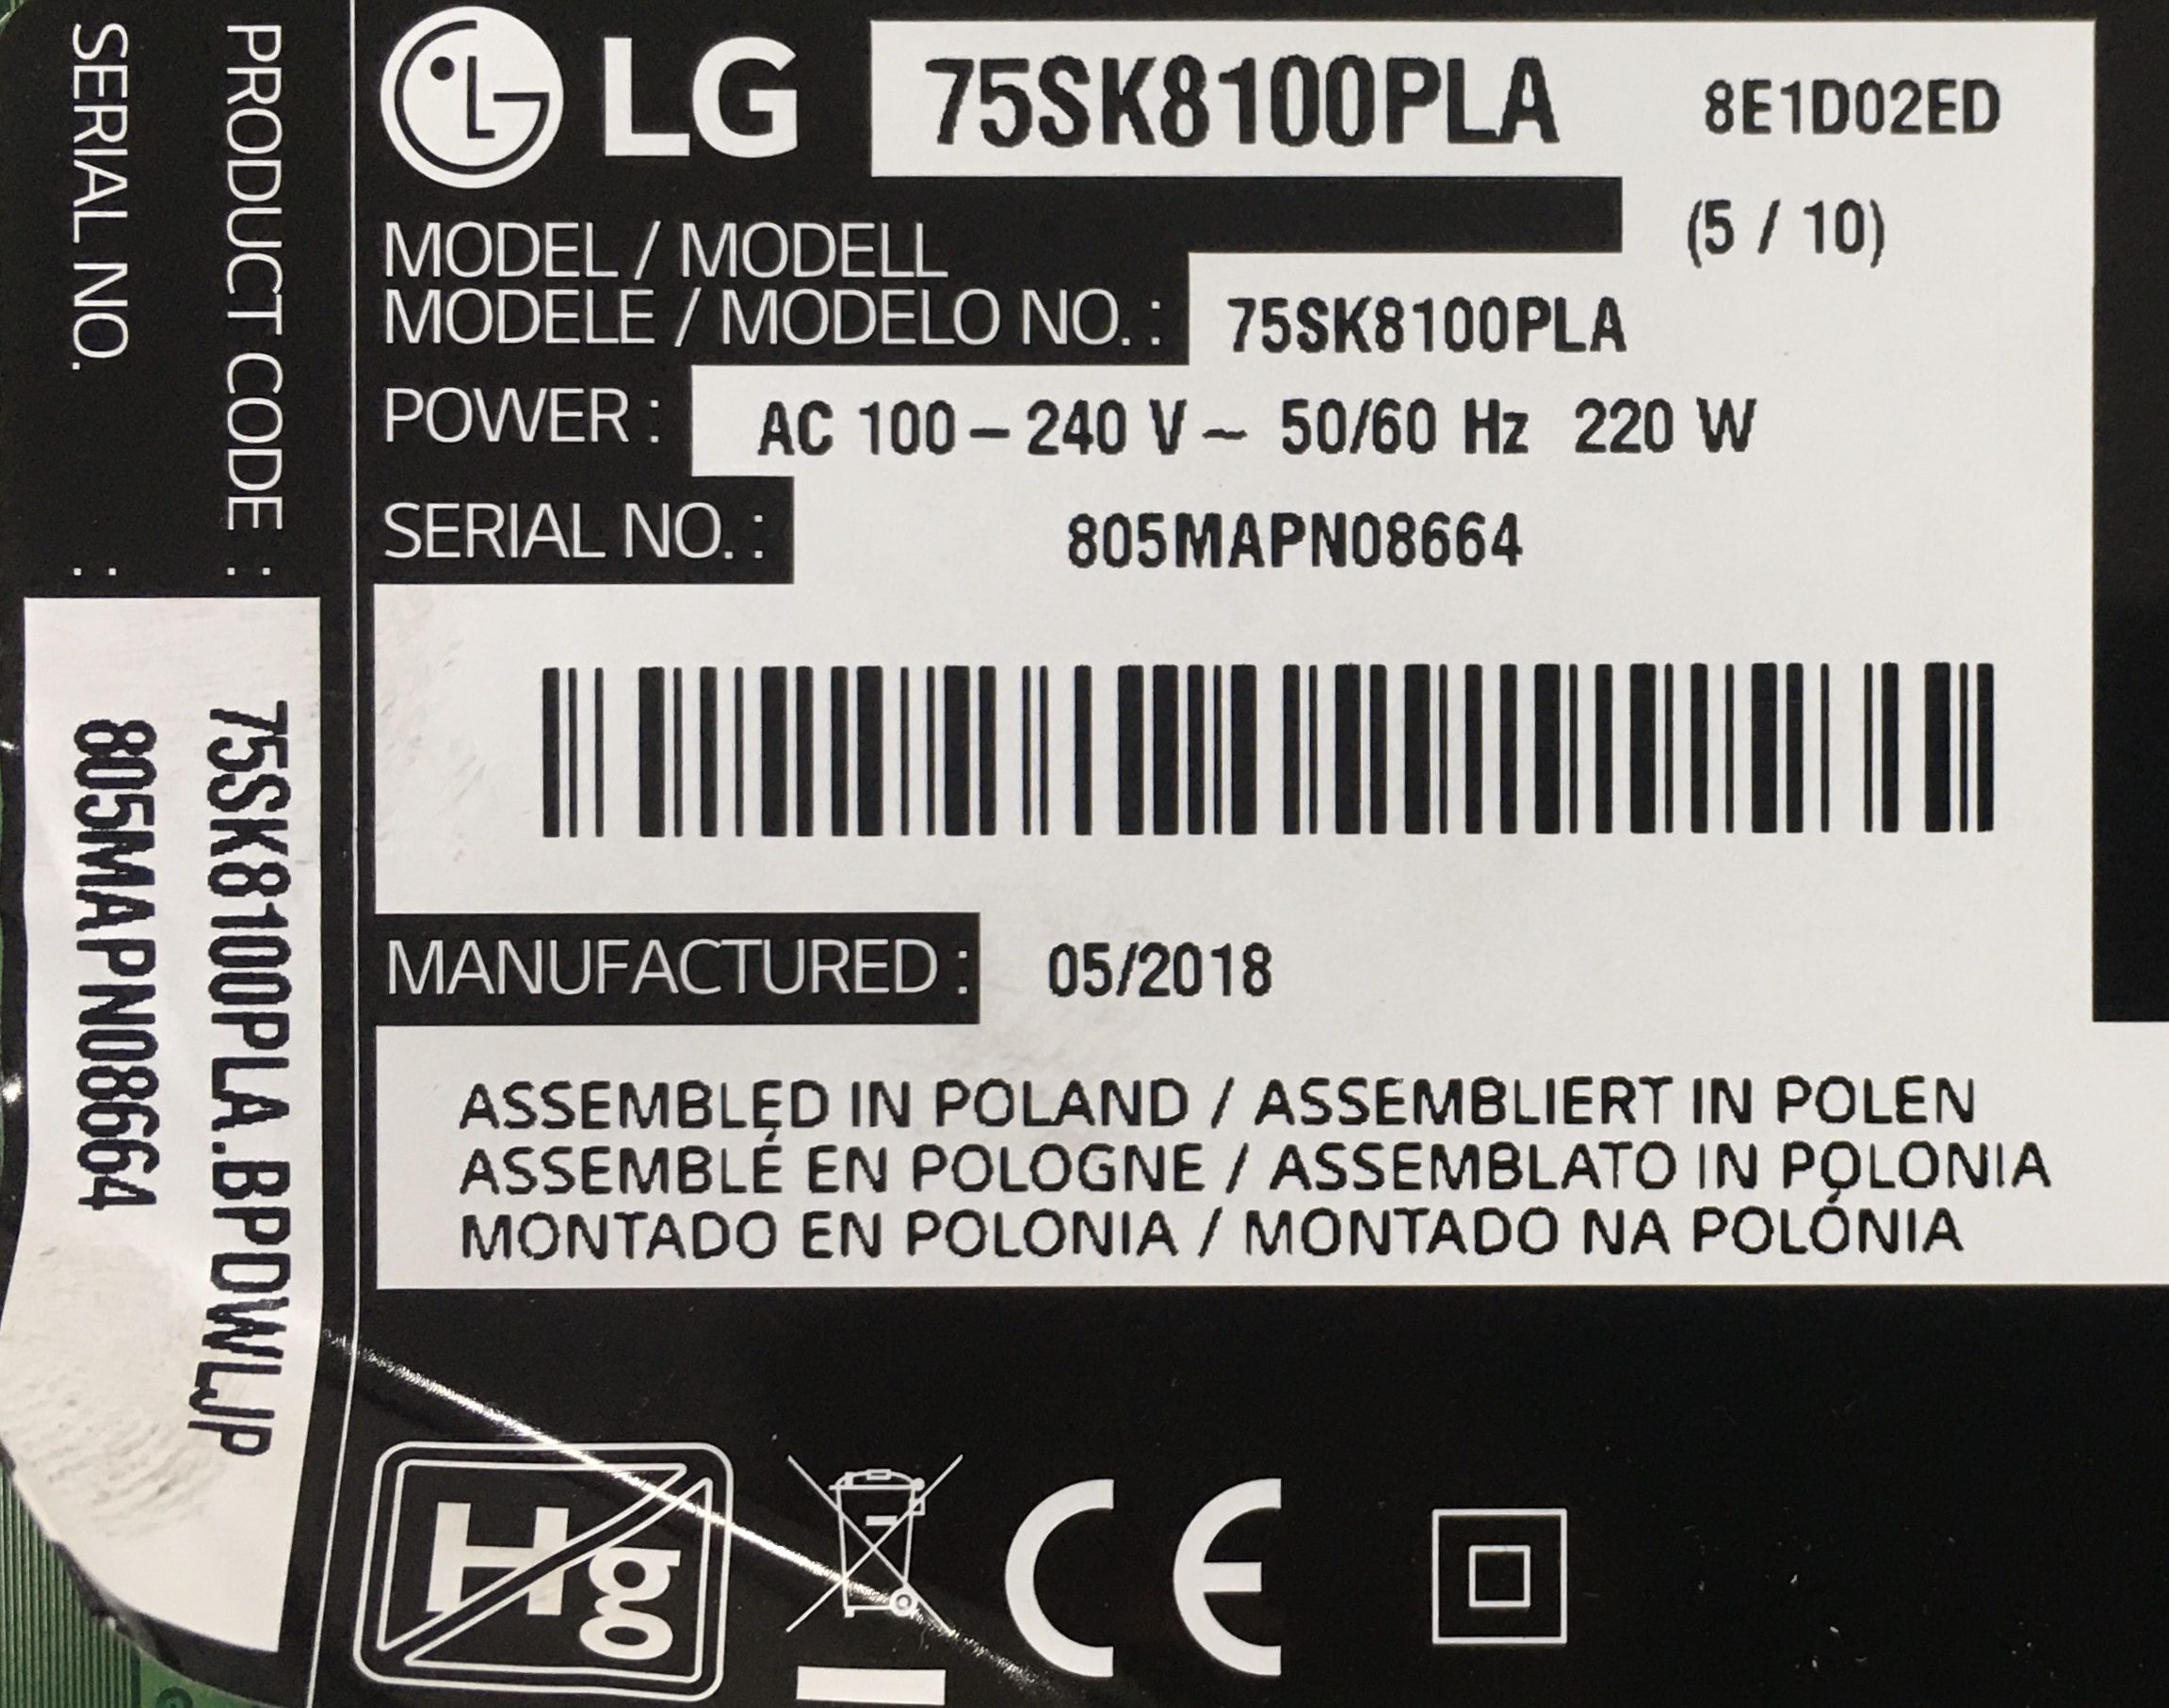 LG 75SK8100PLA 8E1D02ED
(5 / 10)
MODEL / MODELL
MODELE / MODELO NO. : 75SK8100PLA
POWER : AC 100 – 240 V ~ 50/60 Hz 220 W
SERIAL NO. : 805MAPN08664
MANUFACTURED : 05/2018
ASSEMBLED IN POLAND / ASSEMBLIERT IN POLEN
ASSEMBLÉ EN POLOGNE / ASSEMBLATO IN POLONIA
MONTADO EN POLONIA / MONTADO NA POLÓNIA
Hg
CE
PRODUCT CODE : 75SK8100PLA.BPDWLJP
SERIAL NO. : 805MAPN08664